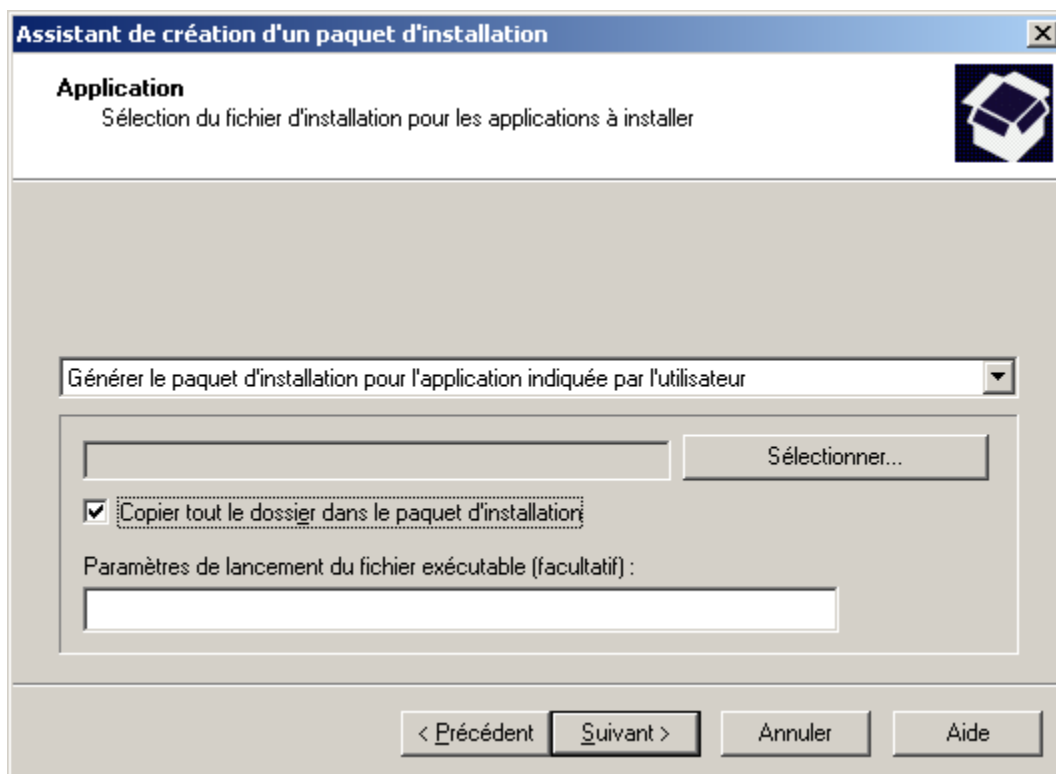 Assistant de création d'un paquet d'installation
Application
Sélection du fichier d'installation pour les applications à installer
Générer le paquet d'installation pour l'application indiquée par l'utilisateur
Sélectionner...
Copier tout le dossier dans le paquet d'installation
Paramètres de lancement du fichier exécutable (facultatif) :
< Précédent
Suivant >
Annuler
Aide